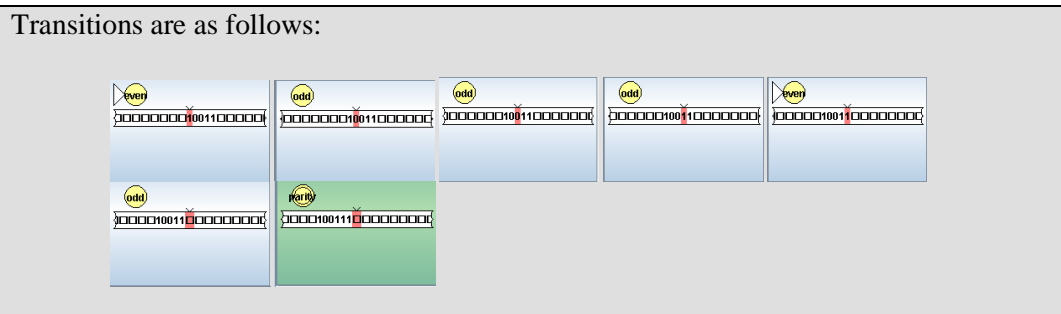 Transitions are as follows:
even
10011
odd
10011
odd
10011
odd
10011
even
10011
odd
10011
parity
100111